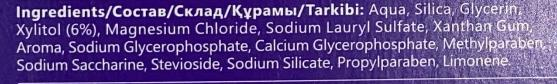 Ingredients/Состав/Склад/Құрамы/Tarkibi: Aqua, Silica, Glycerin,
Xylitol (6%), Magnesium Chloride, Sodium Lauryl Sulfate, Xanthan Gum,
Aroma, Sodium Glycerophosphate, Calcium Glycerophosphate, Methylparaben,
Sodium Saccharine, Stevioside, Sodium Silicate, Propylparaben, Limonene.